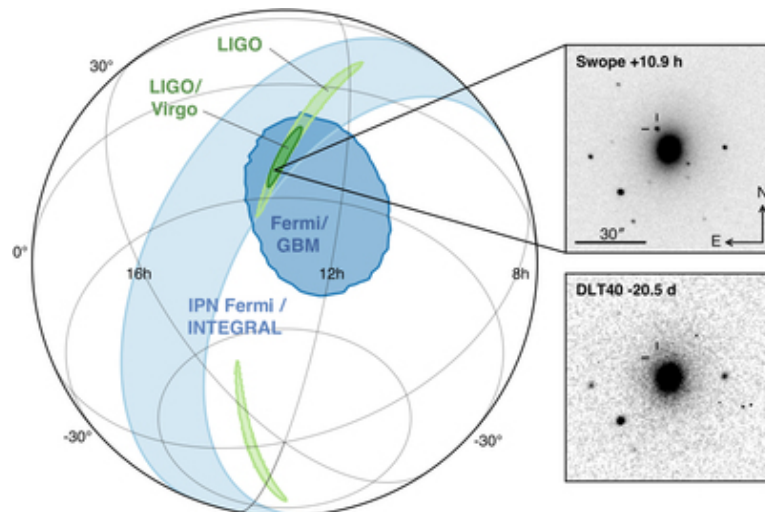 LIGO
LIGO/
Virgo
30°
Fermi/
GBM
0°
16h
12h
8h
IPN Fermi /
INTEGRAL
-30°
-30°
Swope +10.9 h
N
30"
E
DLT40 -20.5 d